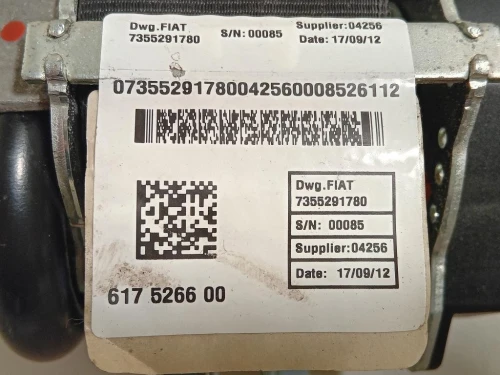 Dwg.FIAT S/N: 00085 Supplier:04256
7355291780 Date: 17/09/12
07355291780042560008526112
Dwg.FIAT
7355291780
S/N: 00085
Supplier:04256
Date: 17/09/12
617 5266 00